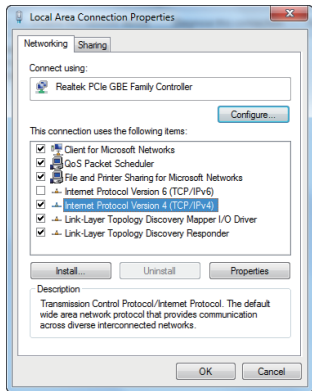 Local Area Connection Properties
Networking Sharing
Connect using:
Realtek PCIe GBE Family Controller
Configure...
This connection uses the following items:
Client for Microsoft Networks
QoS Packet Scheduler
File and Printer Sharing for Microsoft Networks
Internet Protocol Version 6 (TCP/IPv6)
Internet Protocol Version 4 (TCP/IPv4)
Link-Layer Topology Discovery Mapper I/O Driver
Link-Layer Topology Discovery Responder
Install... Uninstall Properties
Description
Transmission Control Protocol/Internet Protocol. The default
wide area network protocol that provides communication
across diverse interconnected networks.
OK Cancel